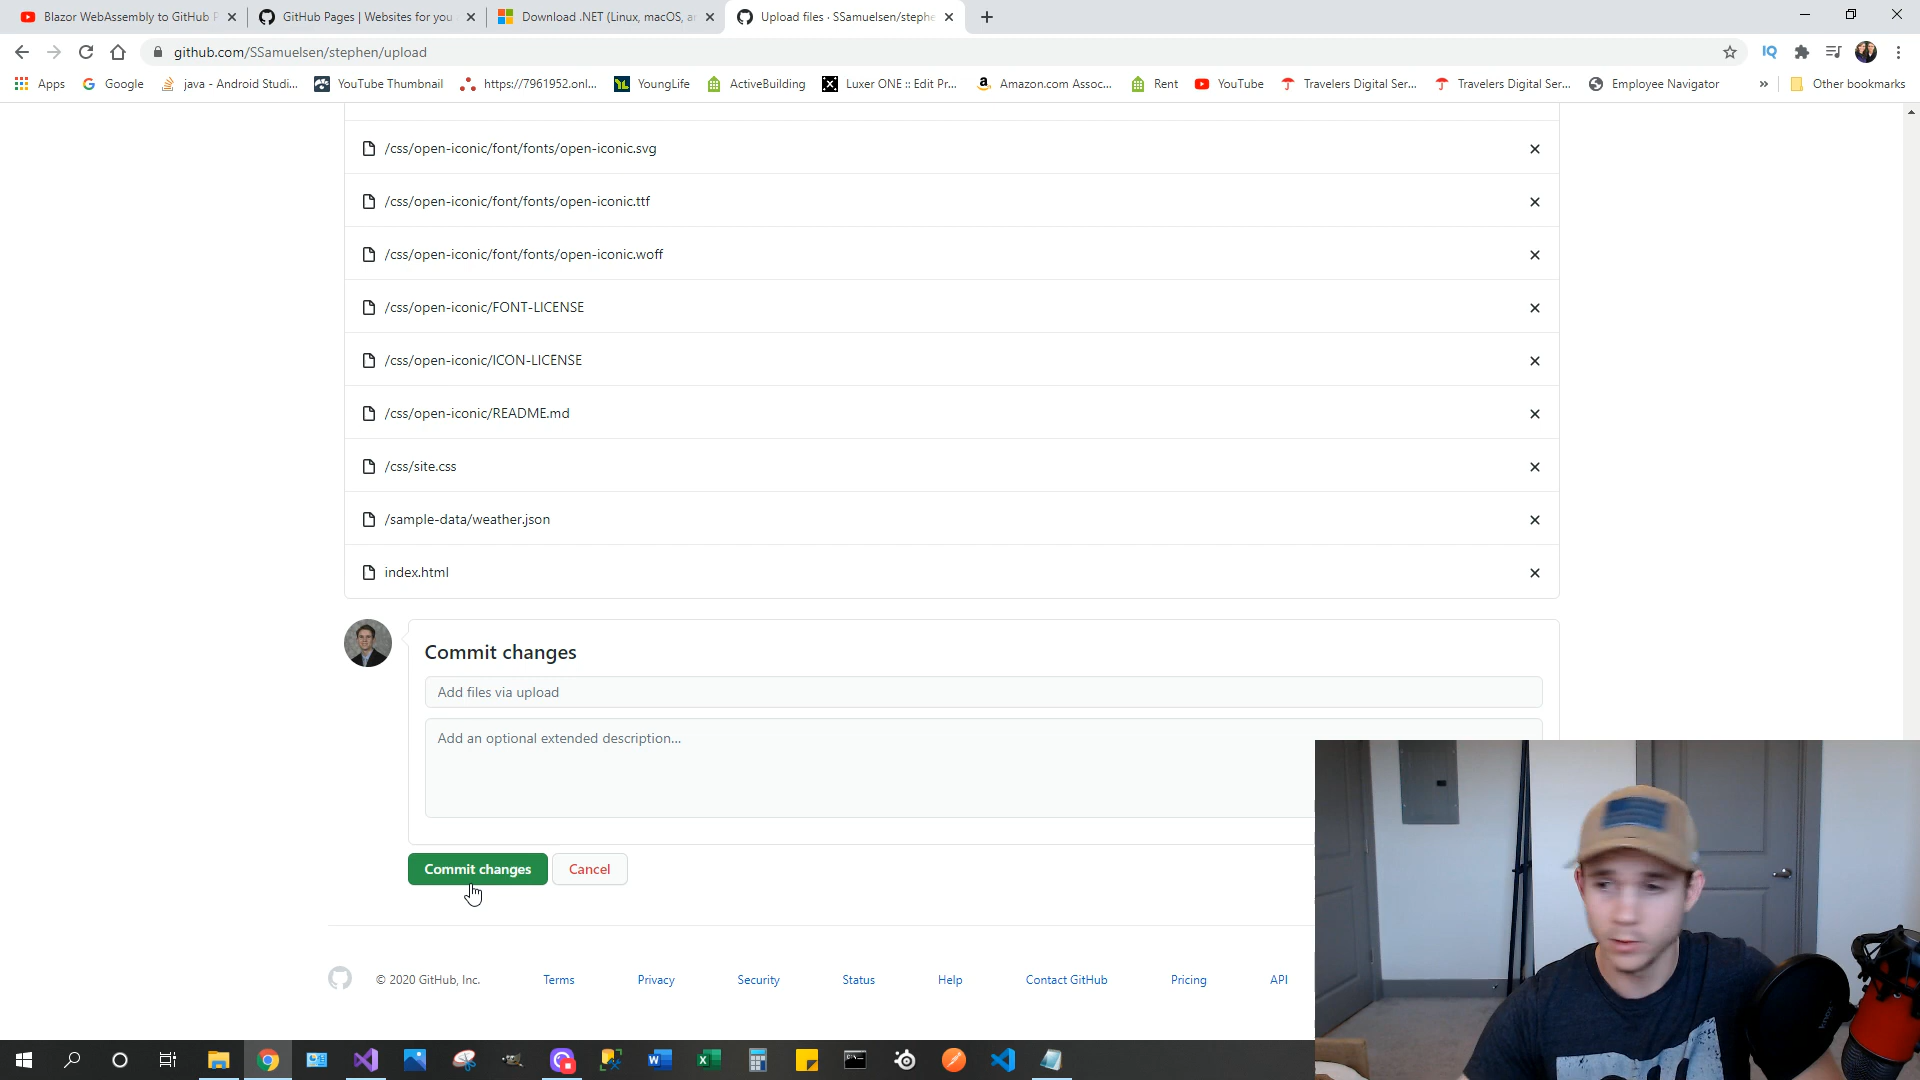 Blazor WebAssembly to GitHub P
GitHub Pages | Websites for you
Download .NET (Linux, macOS, a
Upload files · SSamuelsen/stephe
github.com/SSamuelsen/stephen/upload
Apps
Google
java - Android Studi...
YouTube Thumbnail
https://7961952.onl...
YoungLife
ActiveBuilding
Luxer ONE :: Edit Pr...
Amazon.com Assoc...
Rent
YouTube
Travelers Digital Ser...
Travelers Digital Ser...
Employee Navigator
»
Other bookmarks
/css/open-iconic/font/fonts/open-iconic.svg
/css/open-iconic/font/fonts/open-iconic.ttf
/css/open-iconic/font/fonts/open-iconic.woff
/css/open-iconic/FONT-LICENSE
/css/open-iconic/ICON-LICENSE
/css/open-iconic/README.md
/css/site.css
/sample-data/weather.json
index.html
Commit changes
Add files via upload
Add an optional extended description...
Commit changes
Cancel
© 2020 GitHub, Inc.
Terms
Privacy
Security
Status
Help
Contact GitHub
Pricing
API